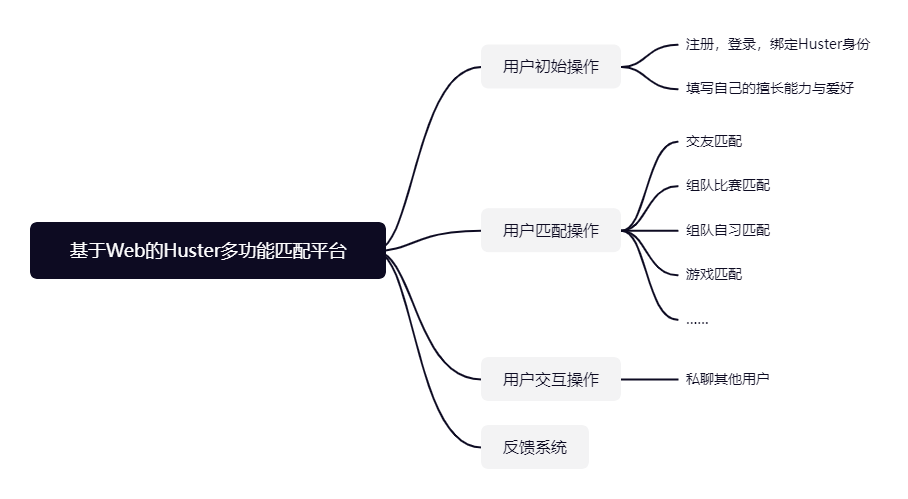 基于Web的Huster多功能匹配平台
用户初始操作
注册，登录，绑定Huster身份
填写自己的擅长能力与爱好
用户匹配操作
交友匹配
组队比赛匹配
组队自习匹配
游戏匹配
……
用户交互操作
私聊其他用户
反馈系统